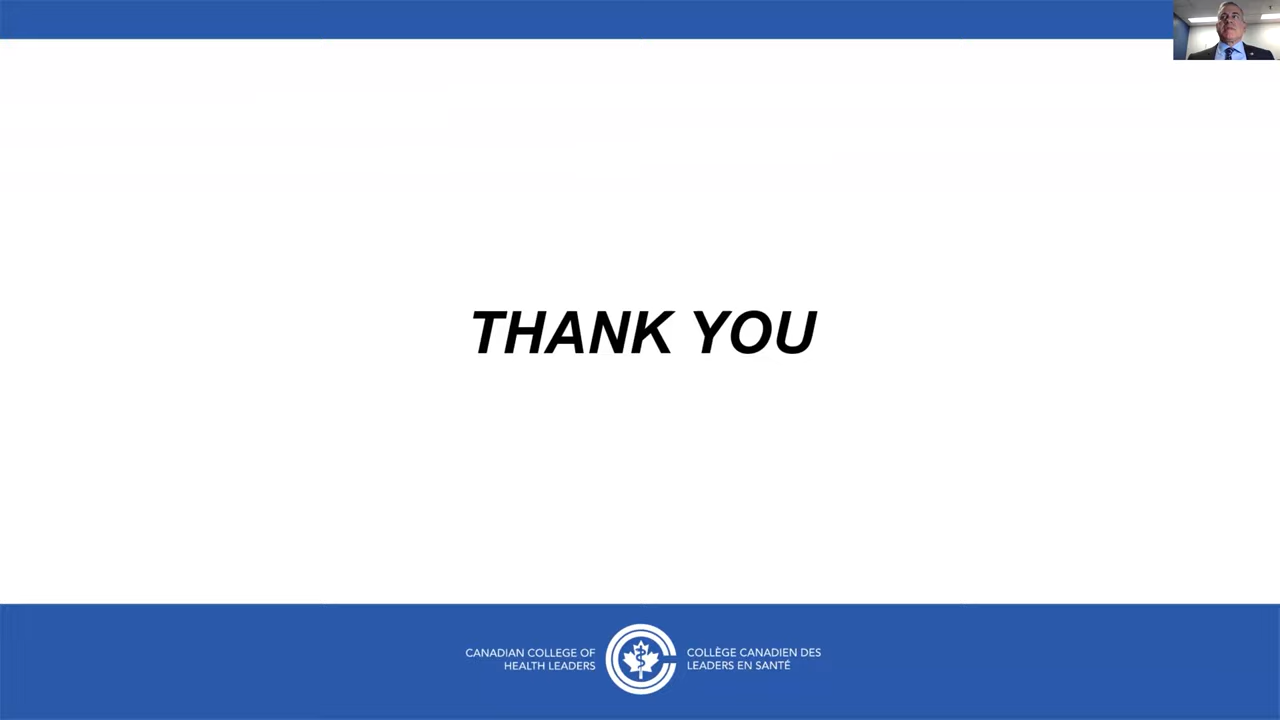 THANK YOU
CANADIAN COLLEGE OF
HEALTH LEADERS
COLLÈGE CANADIEN DES
LEADERS EN SANTÉ